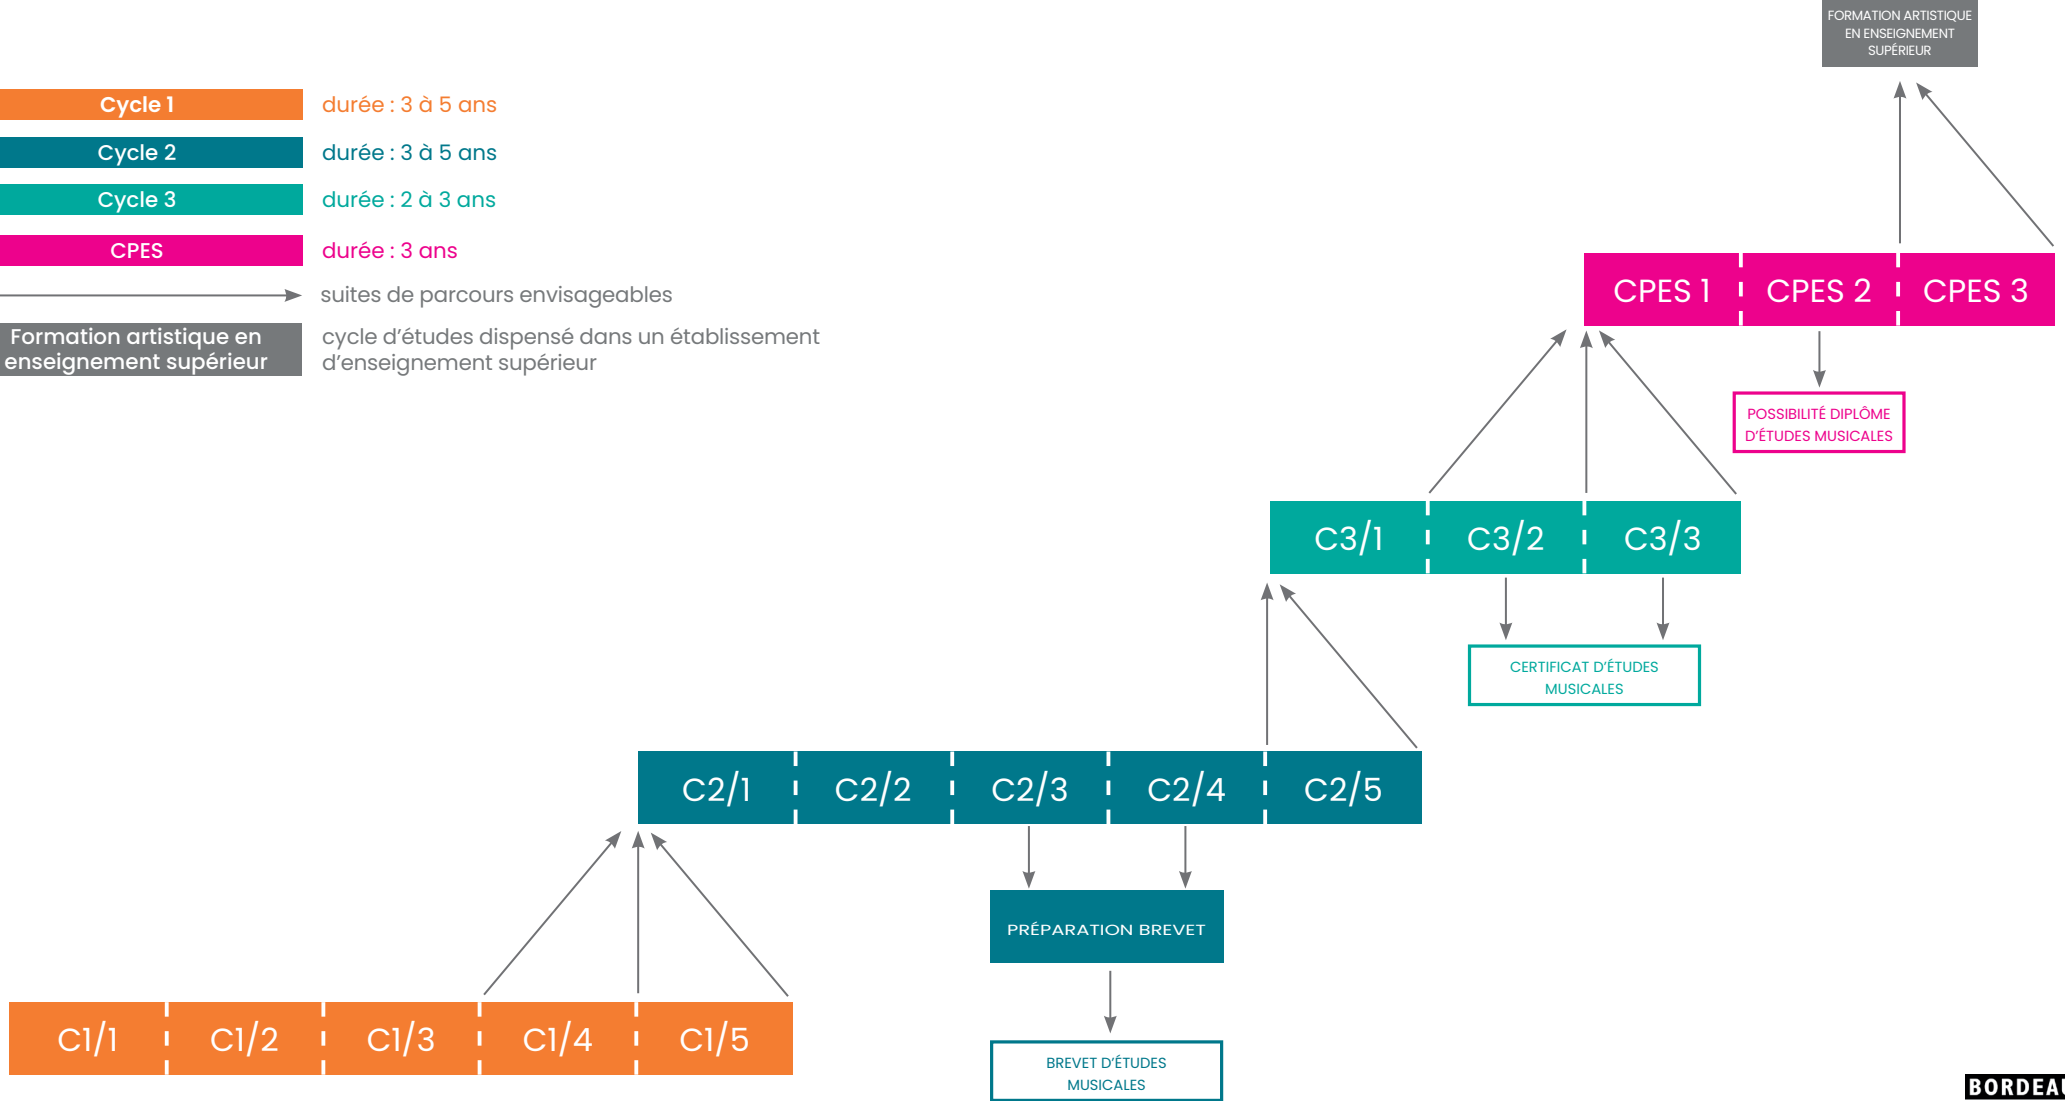 FORMATION ARTISTIQUE
EN ENSEIGNEMENT
SUPÉRIEUR
Cycle 1
durée : 3 à 5 ans
Cycle 2
durée : 3 à 5 ans
Cycle 3
durée : 2 à 3 ans
CPES
durée : 3 ans
suites de parcours envisageables
Formation artistique en
enseignement supérieur
cycle d’études dispensé dans un établissement
d’enseignement supérieur
CPES 1
CPES 2
CPES 3
POSSIBILITÉ DIPLÔME
D’ÉTUDES MUSICALES
C3/1
C3/2
C3/3
CERTIFICAT D’ÉTUDES
MUSICALES
C2/1
C2/2
C2/3
C2/4
C2/5
PRÉPARATION BREVET
C1/1
C1/2
C1/3
C1/4
C1/5
BREVET D’ÉTUDES
MUSICALES